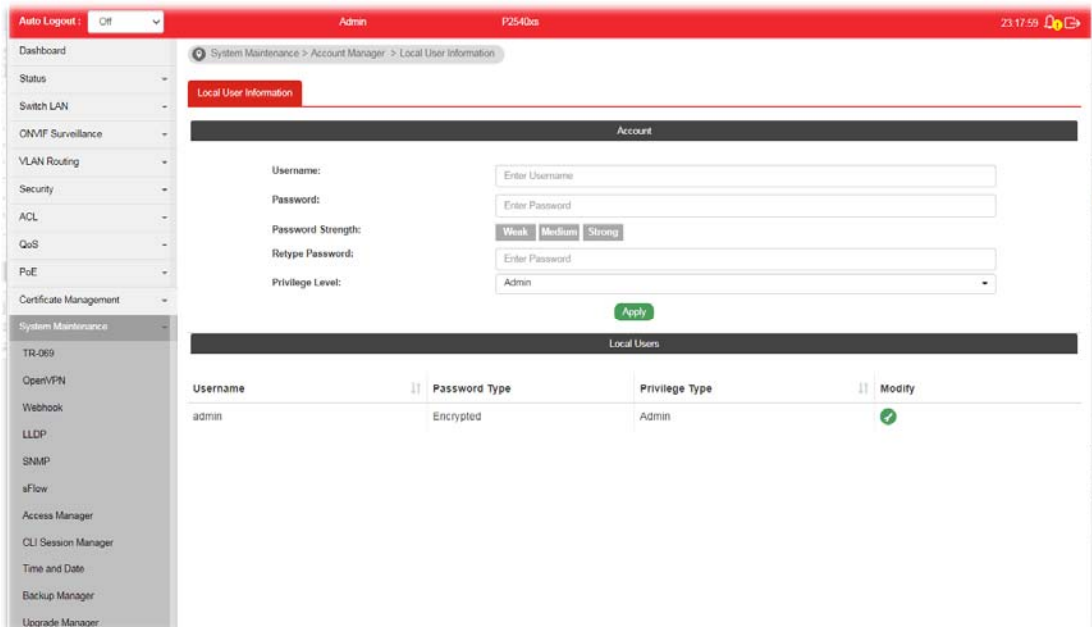 Auto Logout : Off Admin P2540xs 23:17:59 1
Dashboard
Status
Switch LAN
ONVIF Surveillance
VLAN Routing
Security
ACL
QoS
PoE
Certificate Management
System Maintenance
TR-069
OpenVPN
Webhook
LLDP
SNMP
sFlow
Access Manager
CLI Session Manager
Time and Date
Backup Manager
Upgrade Manager
System Maintenance > Account Manager > Local User Information
Local User Information
Account
Username: Enter Username
Password: Enter Password
Password Strength: Weak Medium Strong
Retype Password: Enter Password
Privilege Level: Admin
Apply
Local Users
Username Password Type Privilege Type Modify
admin Encrypted Admin